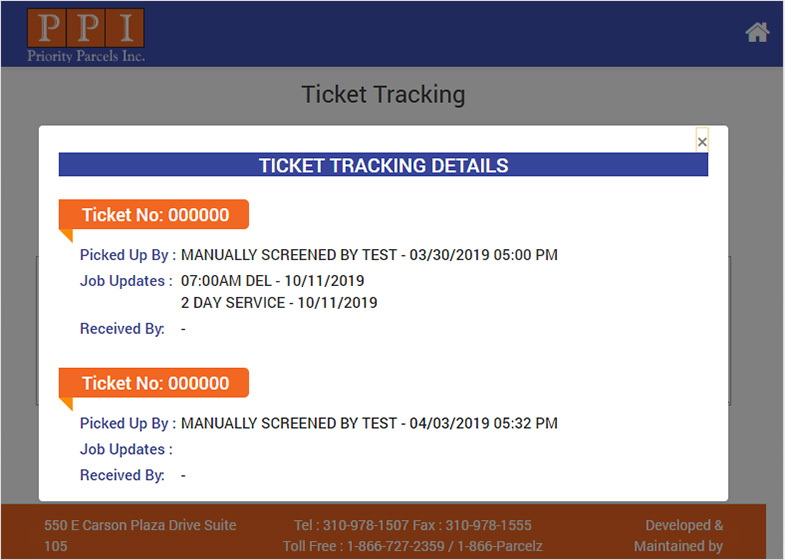 PPI
Priority Parcels Inc.
Ticket Tracking
×
TICKET TRACKING DETAILS
Ticket No: 000000
Picked Up By : MANUALLY SCREENED BY TEST - 03/30/2019 05:00 PM
Job Updates : 07:00AM DEL - 10/11/2019
2 DAY SERVICE - 10/11/2019
Received By: -
Ticket No: 000000
Picked Up By : MANUALLY SCREENED BY TEST - 04/03/2019 05:32 PM
Job Updates :
Received By: -
550 E Carson Plaza Drive Suite
105
Tel : 310-978-1507 Fax : 310-978-1555
Toll Free : 1-866-727-2359 / 1-866-Parcelz
Developed &
Maintained by